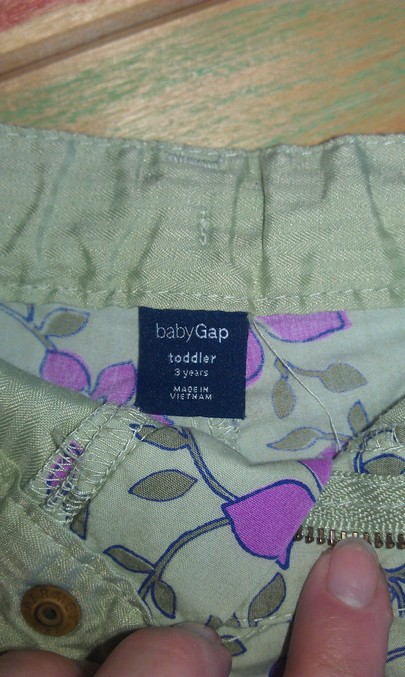 babyGap
toddler
3 years
MADE IN
VIETNAM